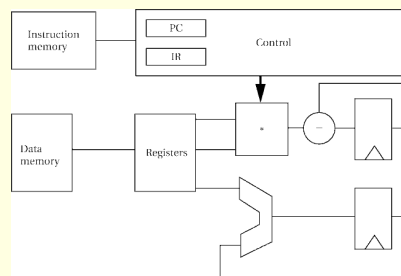 PC
Instruction
memory
Control
IR
*
−
Data
memory
Registers